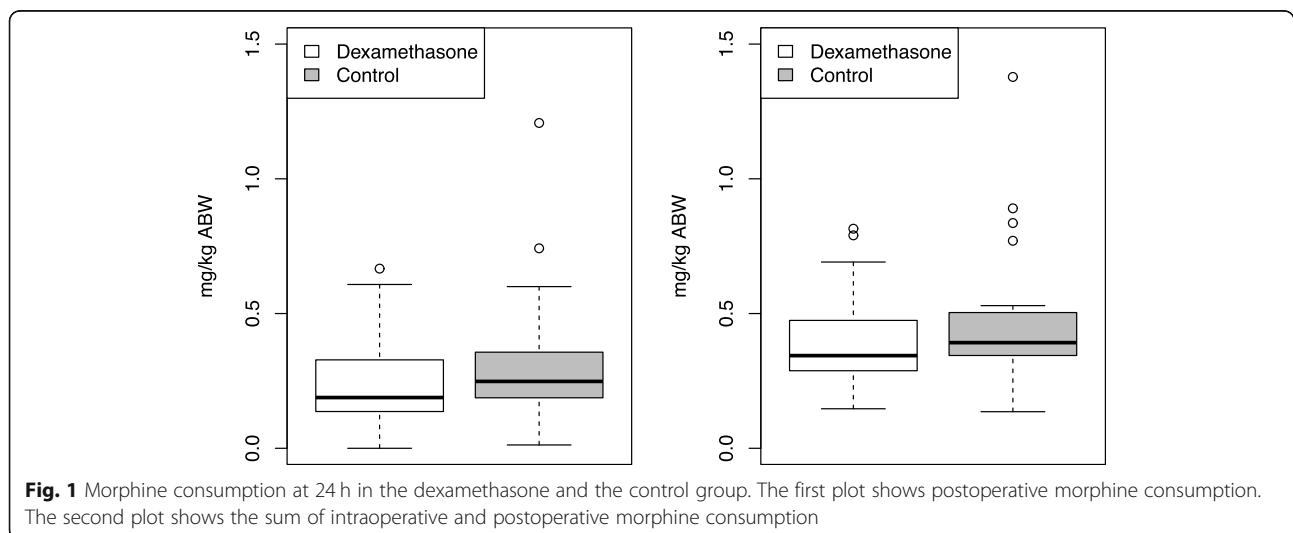 1.5
1.0
0.5
0.0
mg/kg ABW
Dexamethasone
Control
1.5
1.0
0.5
0.0
mg/kg ABW
Dexamethasone
Control
Fig. 1 Morphine consumption at 24 h in the dexamethasone and the control group. The first plot shows postoperative morphine consumption.
The second plot shows the sum of intraoperative and postoperative morphine consumption